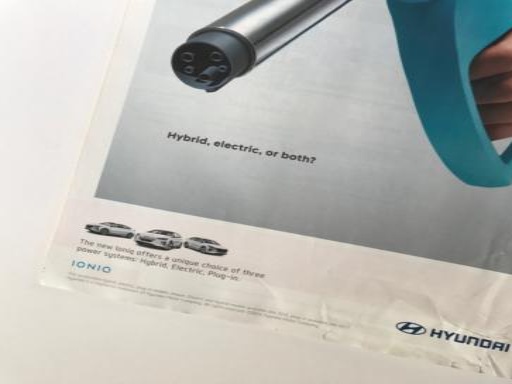 Hybrid, electric, or both?
The new Ioniq offers a unique choice of three
power systems: Hybrid, Electric, Plug-in.
IONIQ
HYUNDAI